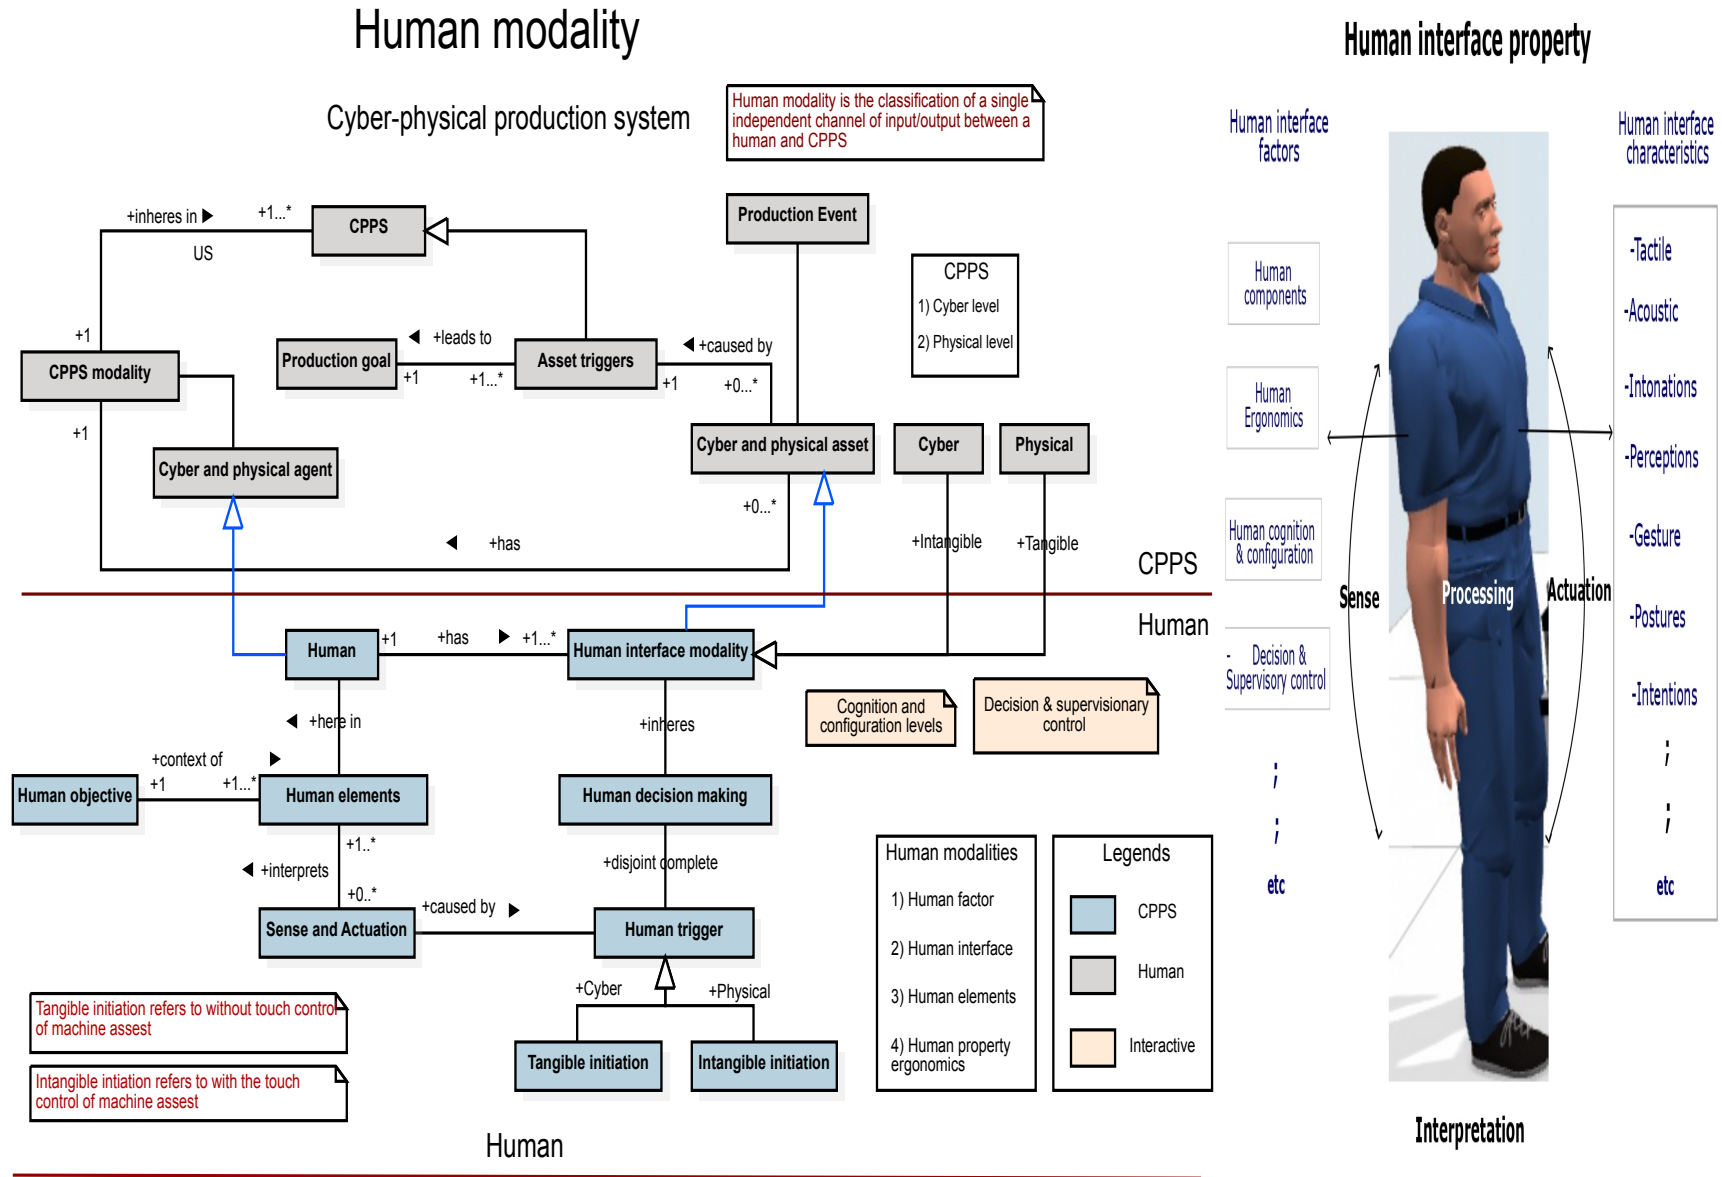 Human modality
Cyber-physical production system
Human modality is the classification of a single
independent channel of input/output between a
human and CPPS
+inheres in
+1...*
US
CPPS
Production Event
CPPS
1) Cyber level
2) Physical level
+1
CPPS modality
+1
Production goal
+leads to
+1
+1...*
Asset triggers
+caused by
+1
+0...*
Cyber and physical agent
Cyber and physical asset
Cyber
Physical
+0...*
+has
+Intangible
+Tangible
CPPS
Human
Human
+1
+has
+1...*
Human interface modality
+here in
+inheres
Cognition and
configuration levels
Decision & supervisionary
control
+context of
Human objective
+1
+1...*
Human elements
Human decision making
+1..*
+interprets
+0..*
+disjoint complete
Sense and Actuation
+caused by
Human trigger
+Cyber
+Physical
Tangible initiation
Intangible initiation
Human modalities
1) Human factor
2) Human interface
3) Human elements
4) Human property
ergonomics
Legends
CPPS
Human
Interactive
Tangible initiation refers to without touch control
of machine assest
Intangible intiation refers to with the touch
control of machine assest
Human
Human interface property
Human interface
factors
Human
components
Human
Ergonomics
Human cognition
& configuration
- Decision &
Supervisory control
;
;
etc
Sense
Processing
Actuation
Interpretation
Human interface
characteristics
-Tactile
-Acoustic
-Intonations
-Perceptions
-Gesture
-Postures
-Intentions
;
;
etc